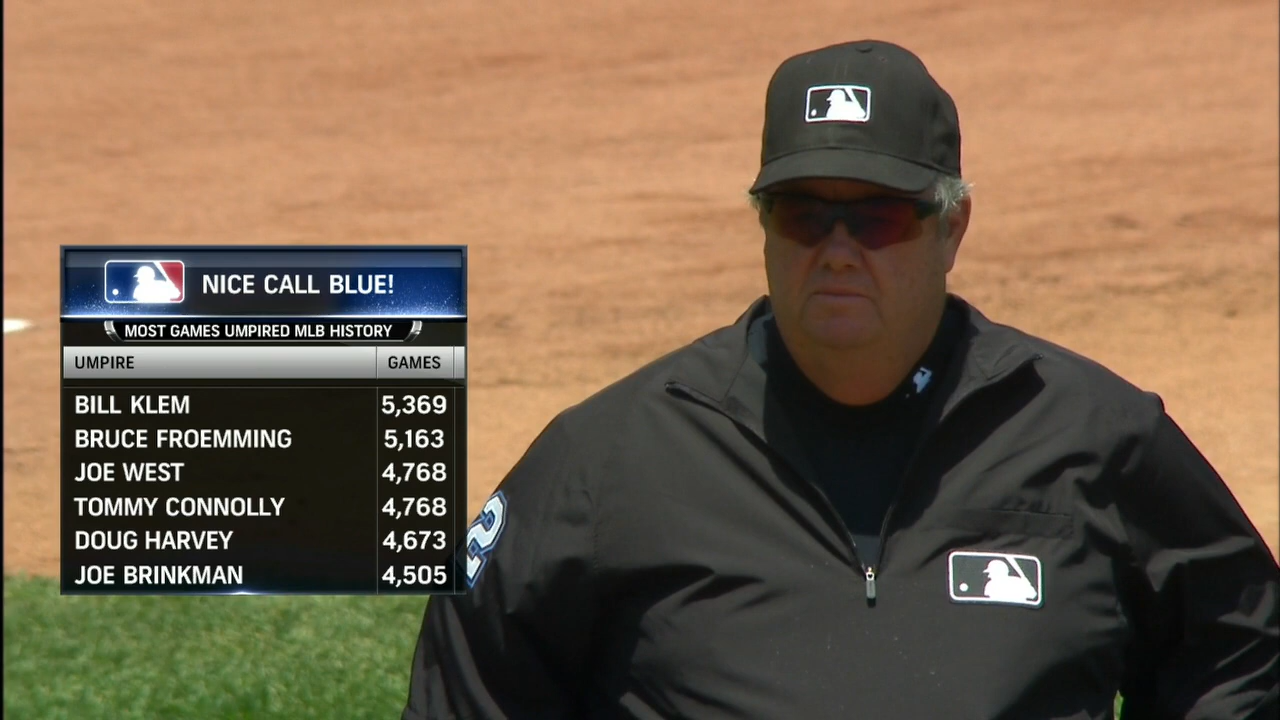 NICE CALL BLUE!
MOST GAMES UMPIRED MLB HISTORY
UMPIRE GAMES
BILL KLEM 5,369
BRUCE FROEMMING 5,163
JOE WEST 4,768
TOMMY CONNOLLY 4,768
DOUG HARVEY 4,673
JOE BRINKMAN 4,505
2